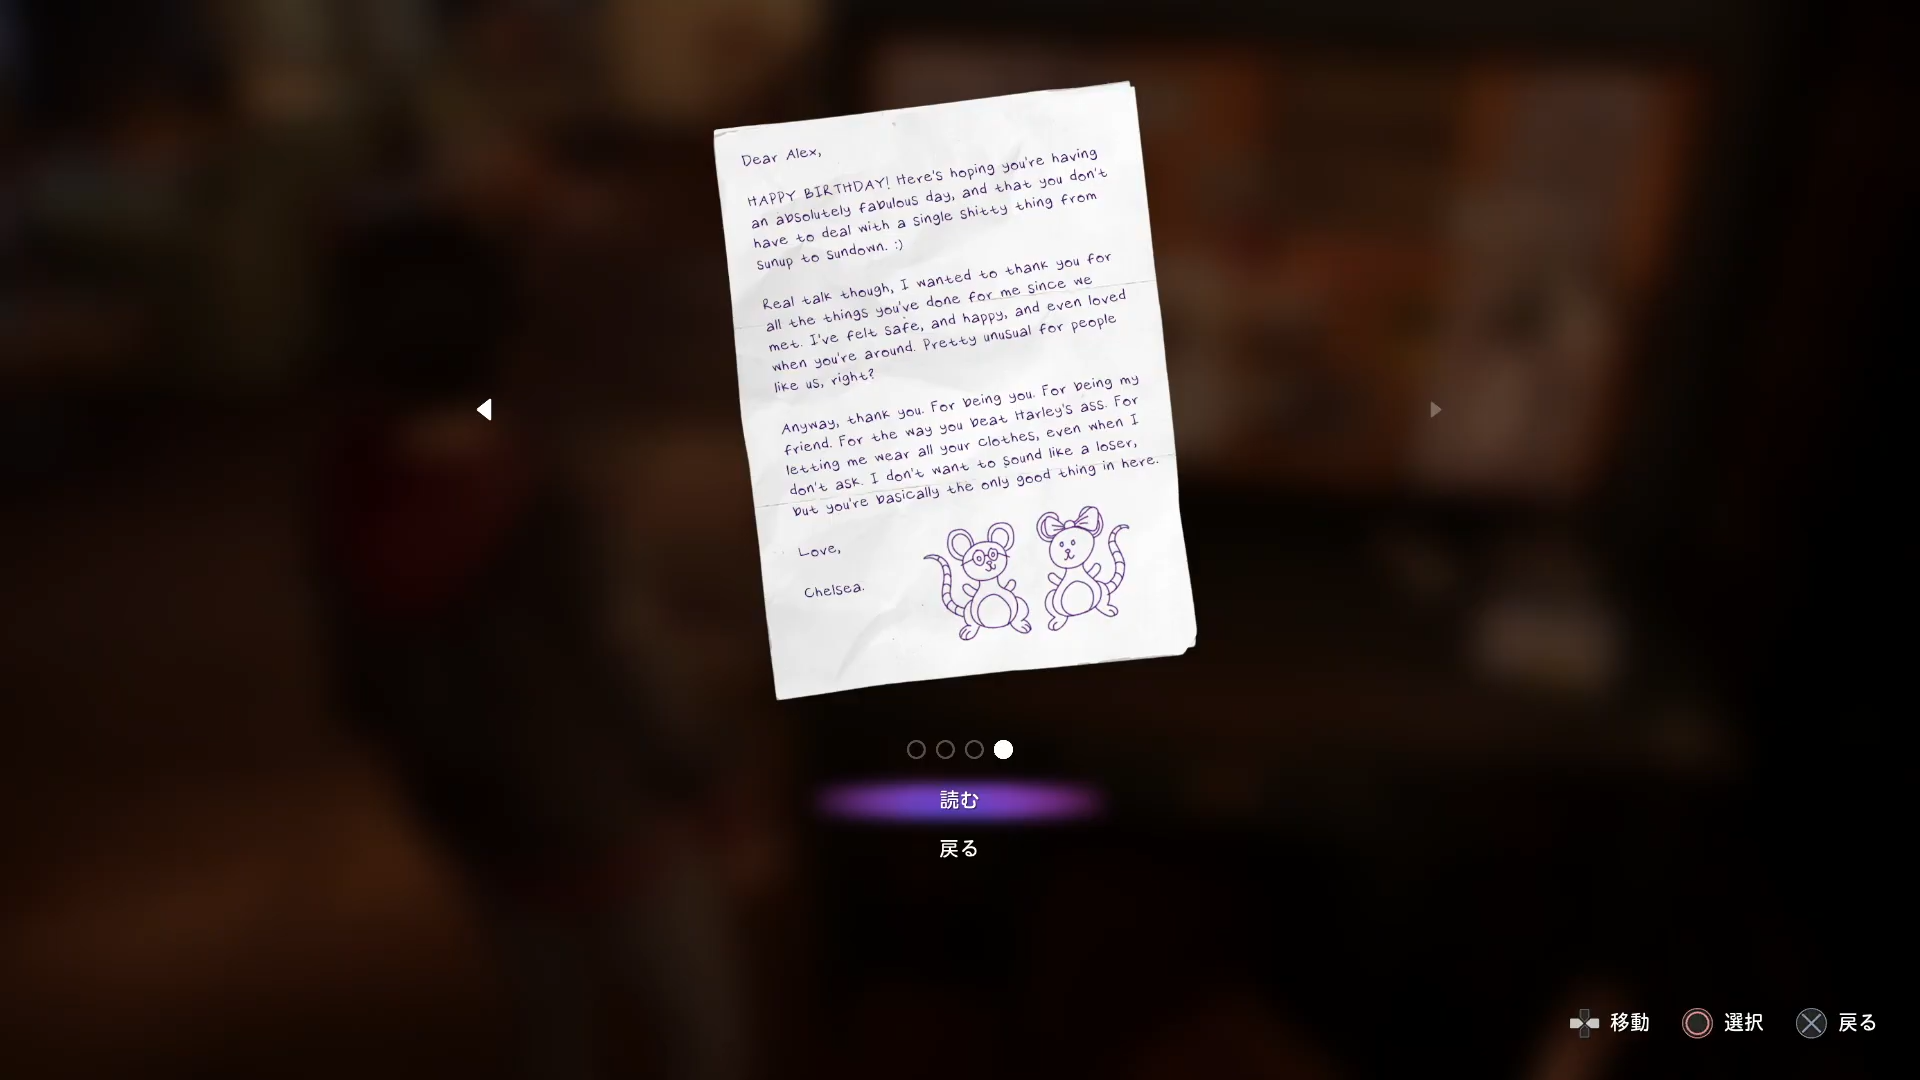 Dear Alex,
HAPPY BIRTHDAY! Here's hoping you're having
an absolutely fabulous day, and that you don't
have to deal with a single shitty thing from
sunup to sundown. :)
Real talk though, I wanted to thank you for
all the things you've done for me since we
met. I've felt safe, and happy, and even loved
when you're around. Pretty unusual for people
like us, right?
Anyway, thank you. For being you. For being my
friend. For the way you beat Harley's ass. For
letting me wear all your clothes, even when I
don't ask. I don't want to sound like a loser,
but you're basically the only good thing in here.
Love,
Chelsea.
読む
戻る
移動 選択 戻る